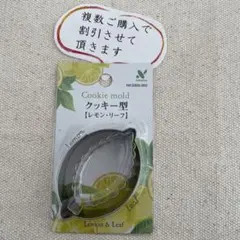 複数ご購入で
割引させて
頂きます
Cookie mold
クッキー型
【レモン・リーフ】
Lemon & Leaf